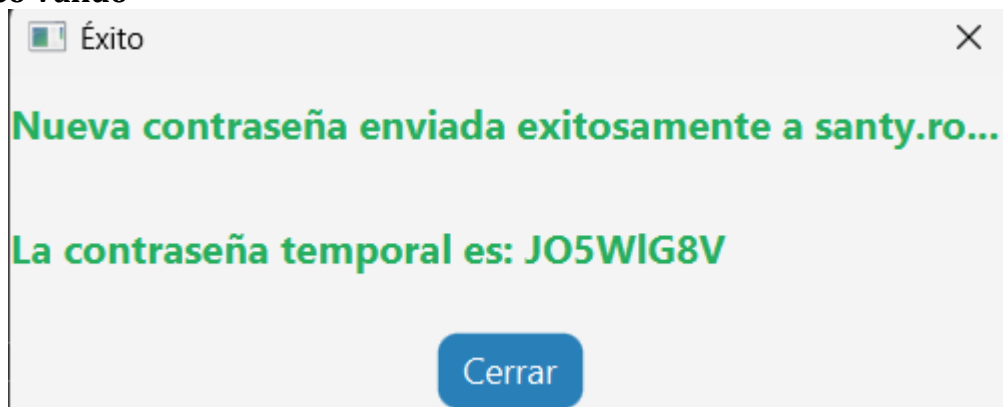 Éxito
Nueva contraseña enviada exitosamente a santy.ro...
La contraseña temporal es: JO5WlG8V
Cerrar